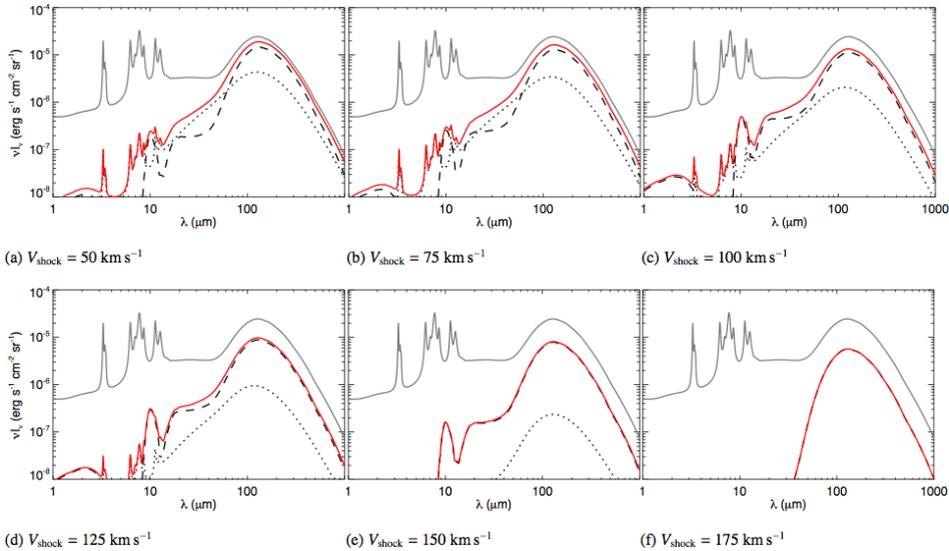 10⁻⁴
10⁻⁵
10⁻⁶
10⁻⁷
10⁻⁸
νIν (erg s⁻¹ cm⁻² sr⁻¹)
1 10 100
λ (μm)
1 10 100
λ (μm)
1 10 100 1000
λ (μm)
(a) Vshock = 50 km s⁻¹
(b) Vshock = 75 km s⁻¹
(c) Vshock = 100 km s⁻¹
10⁻⁴
10⁻⁵
10⁻⁶
10⁻⁷
10⁻⁸
νIν (erg s⁻¹ cm⁻² sr⁻¹)
1 10 100
λ (μm)
1 10 100
λ (μm)
1 10 100 1000
λ (μm)
(d) Vshock = 125 km s⁻¹
(e) Vshock = 150 km s⁻¹
(f) Vshock = 175 km s⁻¹